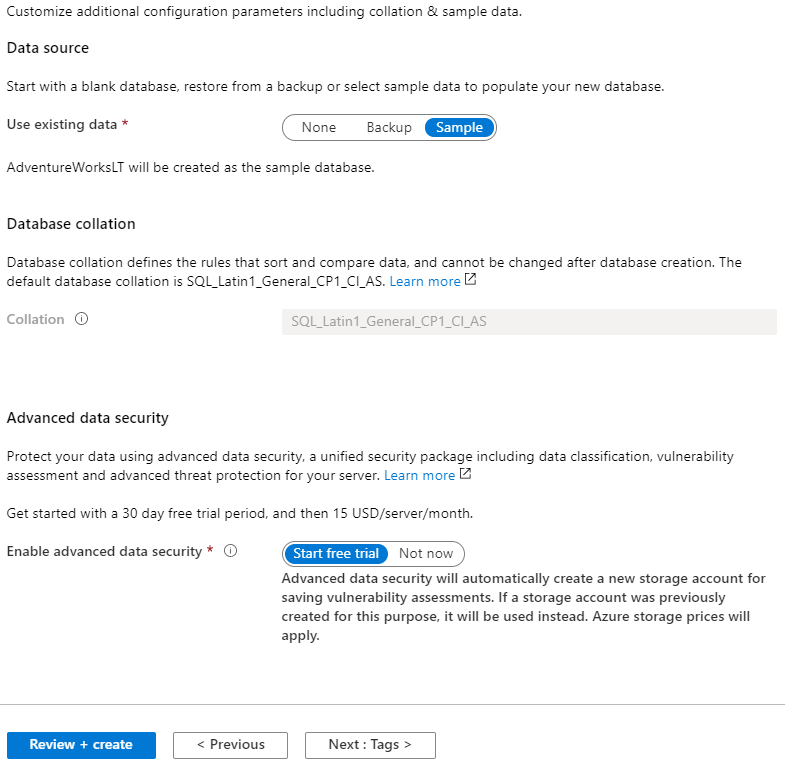 Customize additional configuration parameters including collation & sample data.
Data source
Start with a blank database, restore from a backup or select sample data to populate your new database.
Use existing data *
None Backup Sample
AdventureWorksLT will be created as the sample database.
Database collation
Database collation defines the rules that sort and compare data, and cannot be changed after database creation. The
default database collation is SQL_Latin1_General_CP1_CI_AS. Learn more
Collation
SQL_Latin1_General_CP1_CI_AS
Advanced data security
Protect your data using advanced data security, a unified security package including data classification, vulnerability
assessment and advanced threat protection for your server. Learn more
Get started with a 30 day free trial period, and then 15 USD/server/month.
Enable advanced data security *
Start free trial Not now
Advanced data security will automatically create a new storage account for
saving vulnerability assessments. If a storage account was previously
created for this purpose, it will be used instead. Azure storage prices will
apply.
Review + create < Previous Next : Tags >